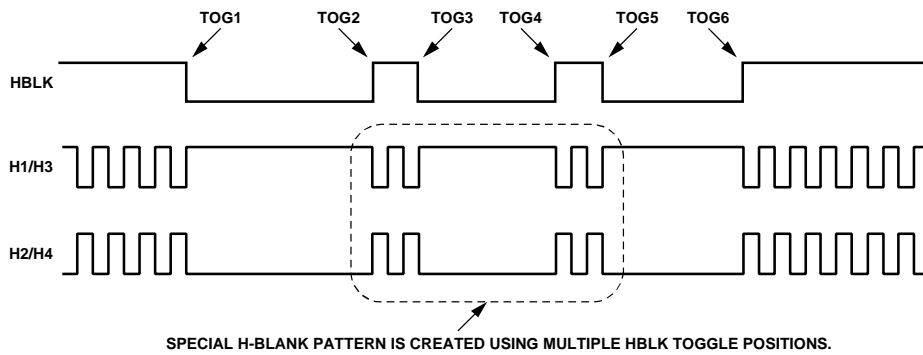 TOG1 TOG2 TOG3 TOG4 TOG5 TOG6
HBLK
H1/H3
H2/H4
SPECIAL H-BLANK PATTERN IS CREATED USING MULTIPLE HBLK TOGGLE POSITIONS.